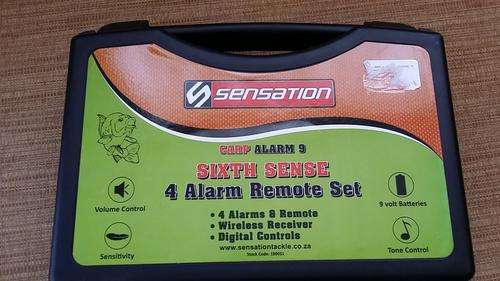 SENSATION
CARP ALARM 9
SIXTH SENSE
4 Alarm Remote Set
Volume Control
9 volt Batteries
• 4 Alarms & Remote
• Wireless Receiver
• Digital Controls
www.sensationtackle.co.za
Sensitivity
Tone Control